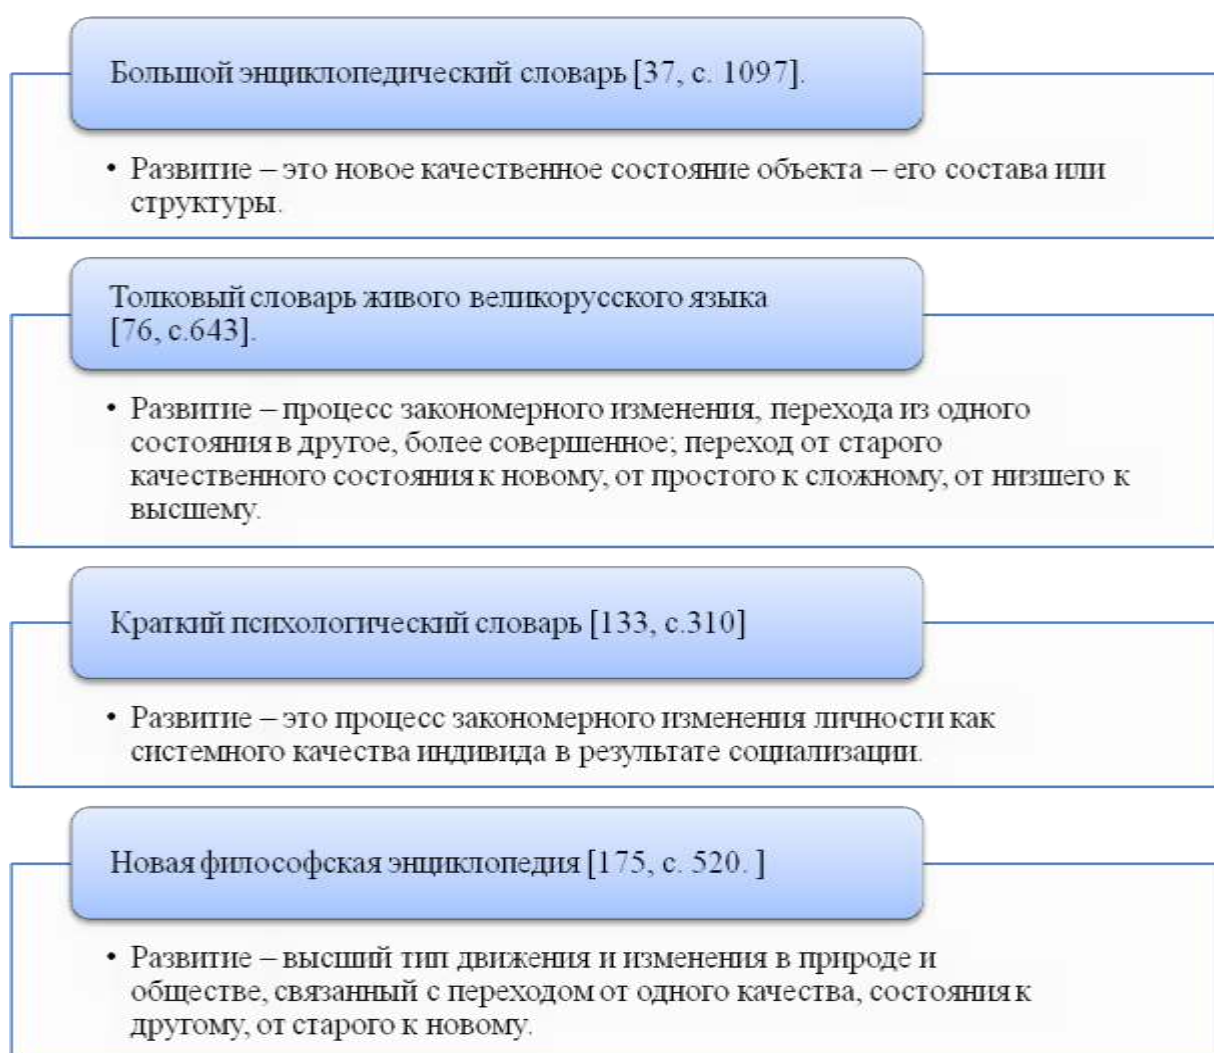 Большой энциклопедический словарь [37, с. 1097].
• Развитие – это новое качественное состояние объекта – его состава или
структуры.
Толковый словарь живого великорусского языка
[76, с.643].
• Развитие – процесс закономерного изменения, перехода из одного
состояния в другое, более совершенное; переход от старого
качественного состояния к новому, от простого к сложному, от низшего к
высшему.
Краткий психологический словарь [133, с.310]
• Развитие – это процесс закономерного изменения личности как
системного качества индивида в результате социализации.
Новая философская энциклопедия [175, с. 520. ]
• Развитие – высший тип движения и изменения в природе и
обществе, связанный с переходом от одного качества, состояния к
другому, от старого к новому.